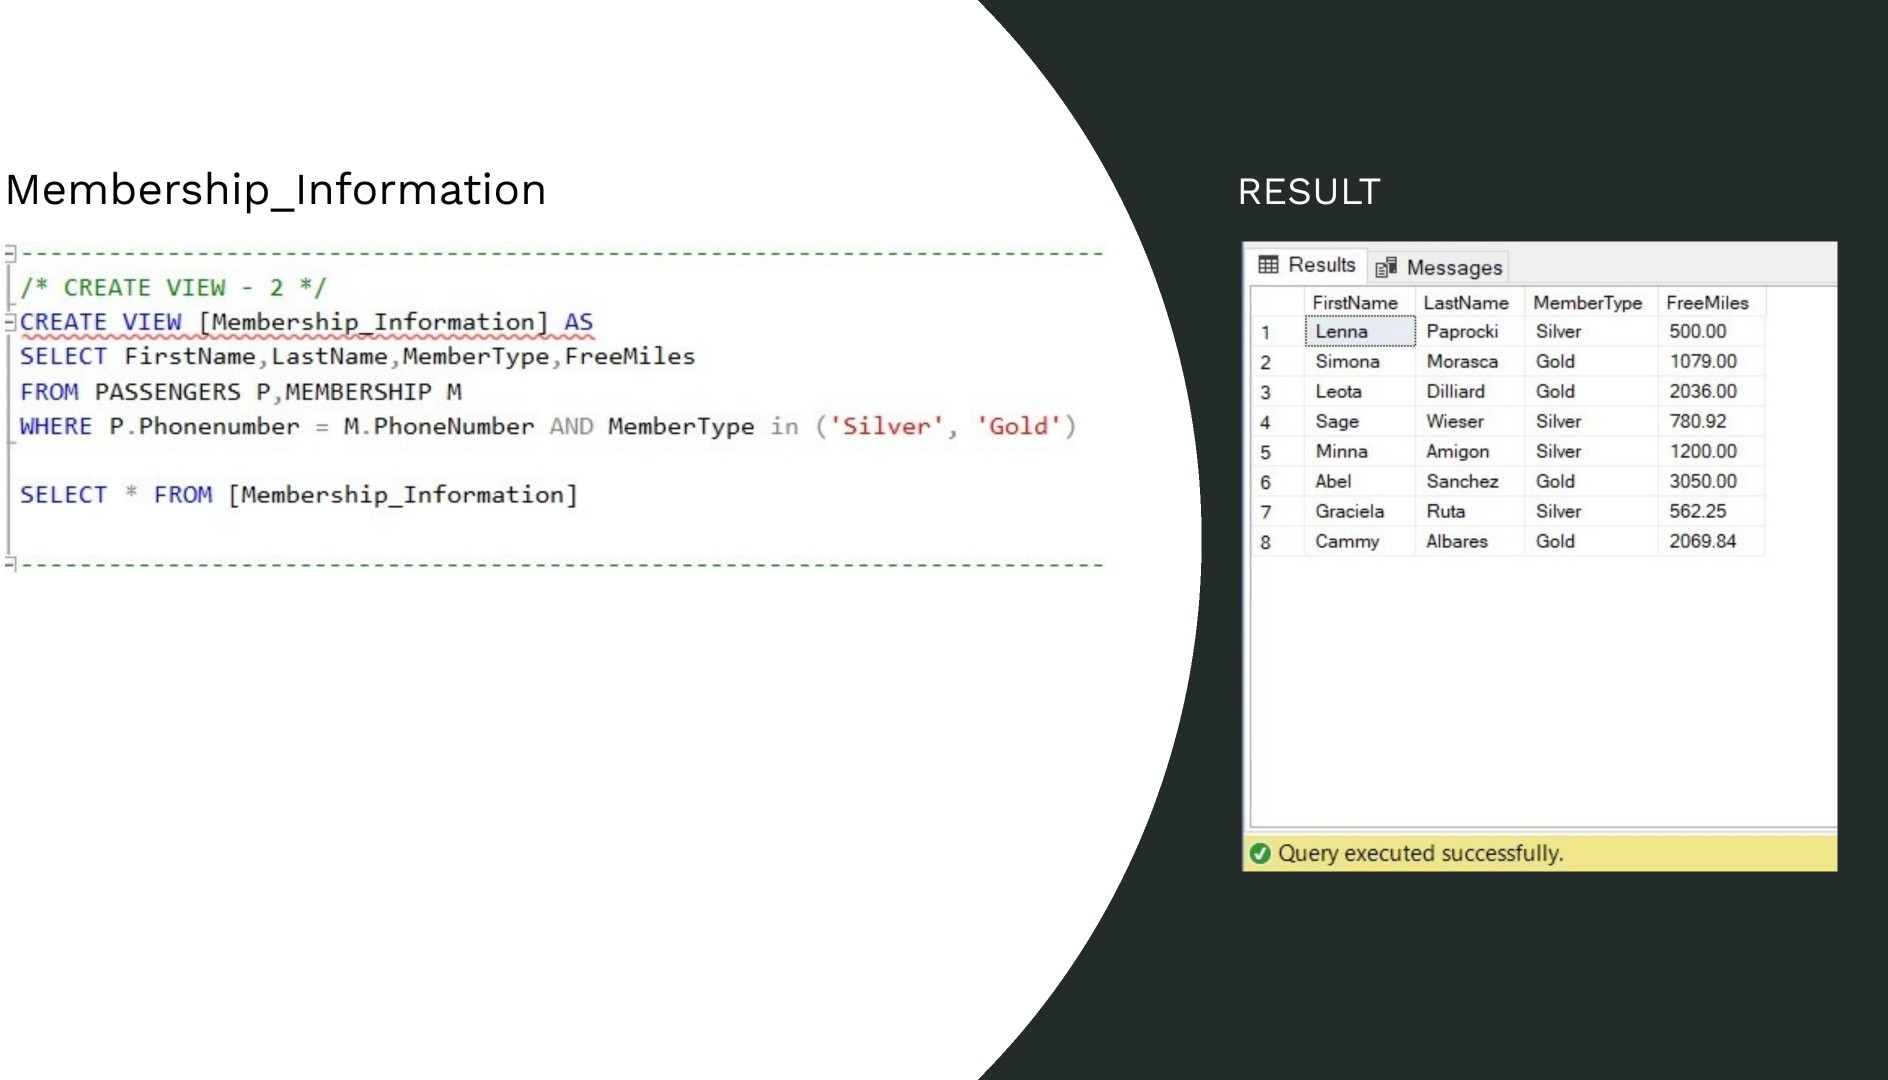 Membership_Information
/* CREATE VIEW - 2 */
CREATE VIEW [Membership_Information] AS
SELECT FirstName,LastName,MemberType,FreeMiles
FROM PASSENGERS P,MEMBERSHIP M
WHERE P.Phonenumber = M.PhoneNumber AND MemberType in ('Silver', 'Gold')
SELECT * FROM [Membership_Information]
RESULT
Results Messages
FirstName LastName MemberType FreeMiles
1 Lenna Paprocki Silver 500.00
2 Simona Morasca Gold 1079.00
3 Leota Dilliard Gold 2036.00
4 Sage Wieser Silver 780.92
5 Minna Amigon Silver 1200.00
6 Abel Sanchez Gold 3050.00
7 Graciela Ruta Silver 562.25
8 Cammy Albares Gold 2069.84
Query executed successfully.